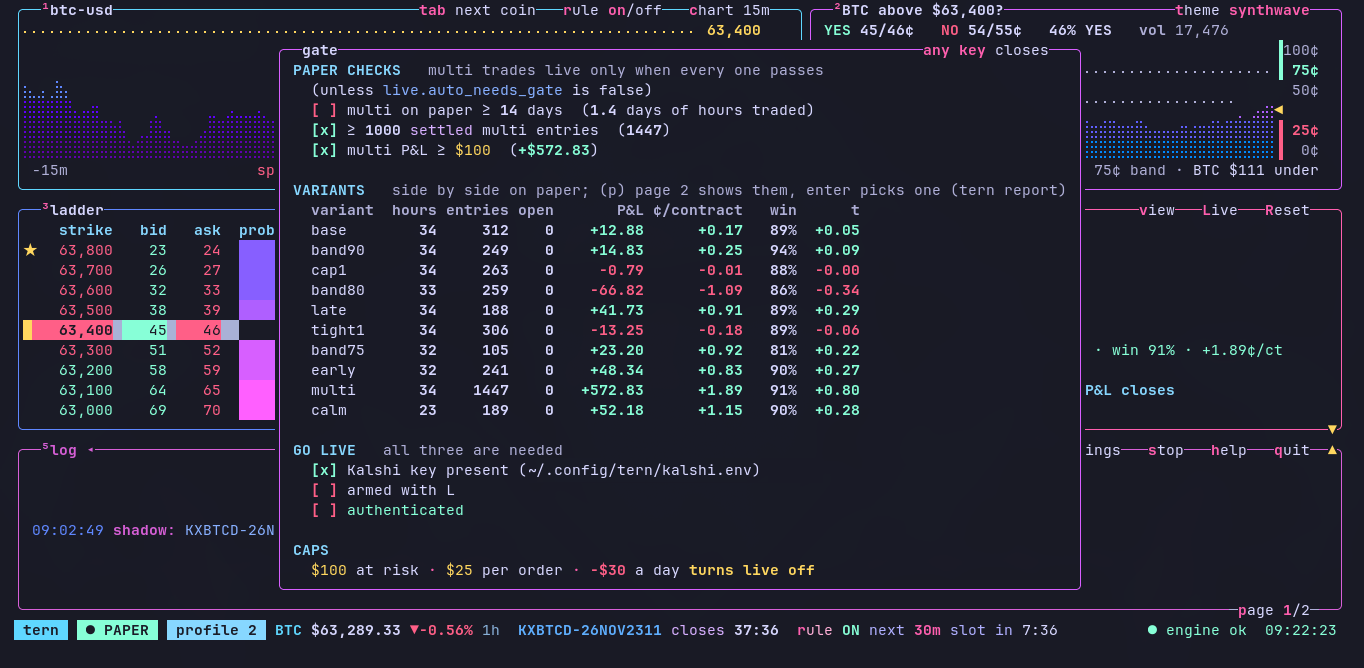 ¹btc-usd tab next coin rule on/off chart 15m ²BTC above $63,400? theme synthwave
63,400 YES 45/46¢ NO 54/55¢ 46% YES vol 17,476
gate any key closes 100¢
PAPER CHECKS multi trades live only when every one passes 75¢
(unless live.auto_needs_gate is false) 50¢
[ ] multi on paper ≥ 14 days (1.4 days of hours traded)
[x] ≥ 1000 settled multi entries (1447) 25¢
[x] multi P&L ≥ $100 (+$572.83) 0¢
-15m sp 75¢ band · BTC $111 under
VARIANTS side by side on paper; (p) page 2 shows them, enter picks one (tern report)
³ladder variant hours entries open P&L ¢/contract win t view Live Reset
strike bid ask prob base 34 312 0 +12.88 +0.17 89% +0.05
★ 63,800 23 24 band90 34 249 0 +14.83 +0.25 94% +0.09
63,700 26 27 cap1 34 263 0 -0.79 -0.01 88% -0.00
63,600 32 33 band80 33 259 0 -66.82 -1.09 86% -0.34
63,500 38 39 late 34 188 0 +41.73 +0.91 89% +0.29
63,400 45 46 tight1 34 306 0 -13.25 -0.18 89% -0.06
63,300 51 52 band75 32 105 0 +23.20 +0.92 81% +0.22 · win 91% · +1.89¢/ct
63,200 58 59 early 32 241 0 +48.34 +0.83 90% +0.27
63,100 64 65 multi 34 1447 0 +572.83 +1.89 91% +0.80 P&L closes
63,000 69 70 calm 23 189 0 +52.18 +1.15 90% +0.28
⁵log GO LIVE all three are needed ings stop help quit
[x] Kalshi key present (~/.config/tern/kalshi.env)
[ ] armed with L
[ ] authenticated
09:02:49 shadow: KXBTCD-26N
CAPS
$100 at risk · $25 per order · -$30 a day turns live off
page 1/2
tern ● PAPER profile 2 BTC $63,289.33 ▼-0.56% 1h KXBTCD-26NOV2311 closes 37:36 rule ON next 30m slot in 7:36 ● engine ok 09:22:23